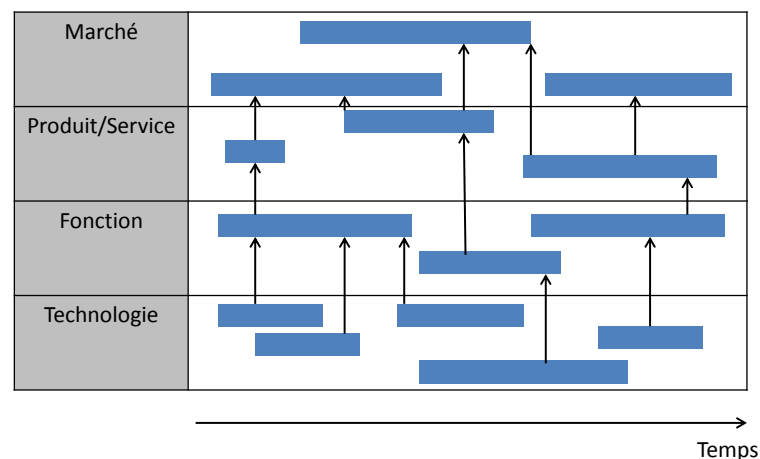 Marché
Produit/Service
Fonction
Technologie
Temps